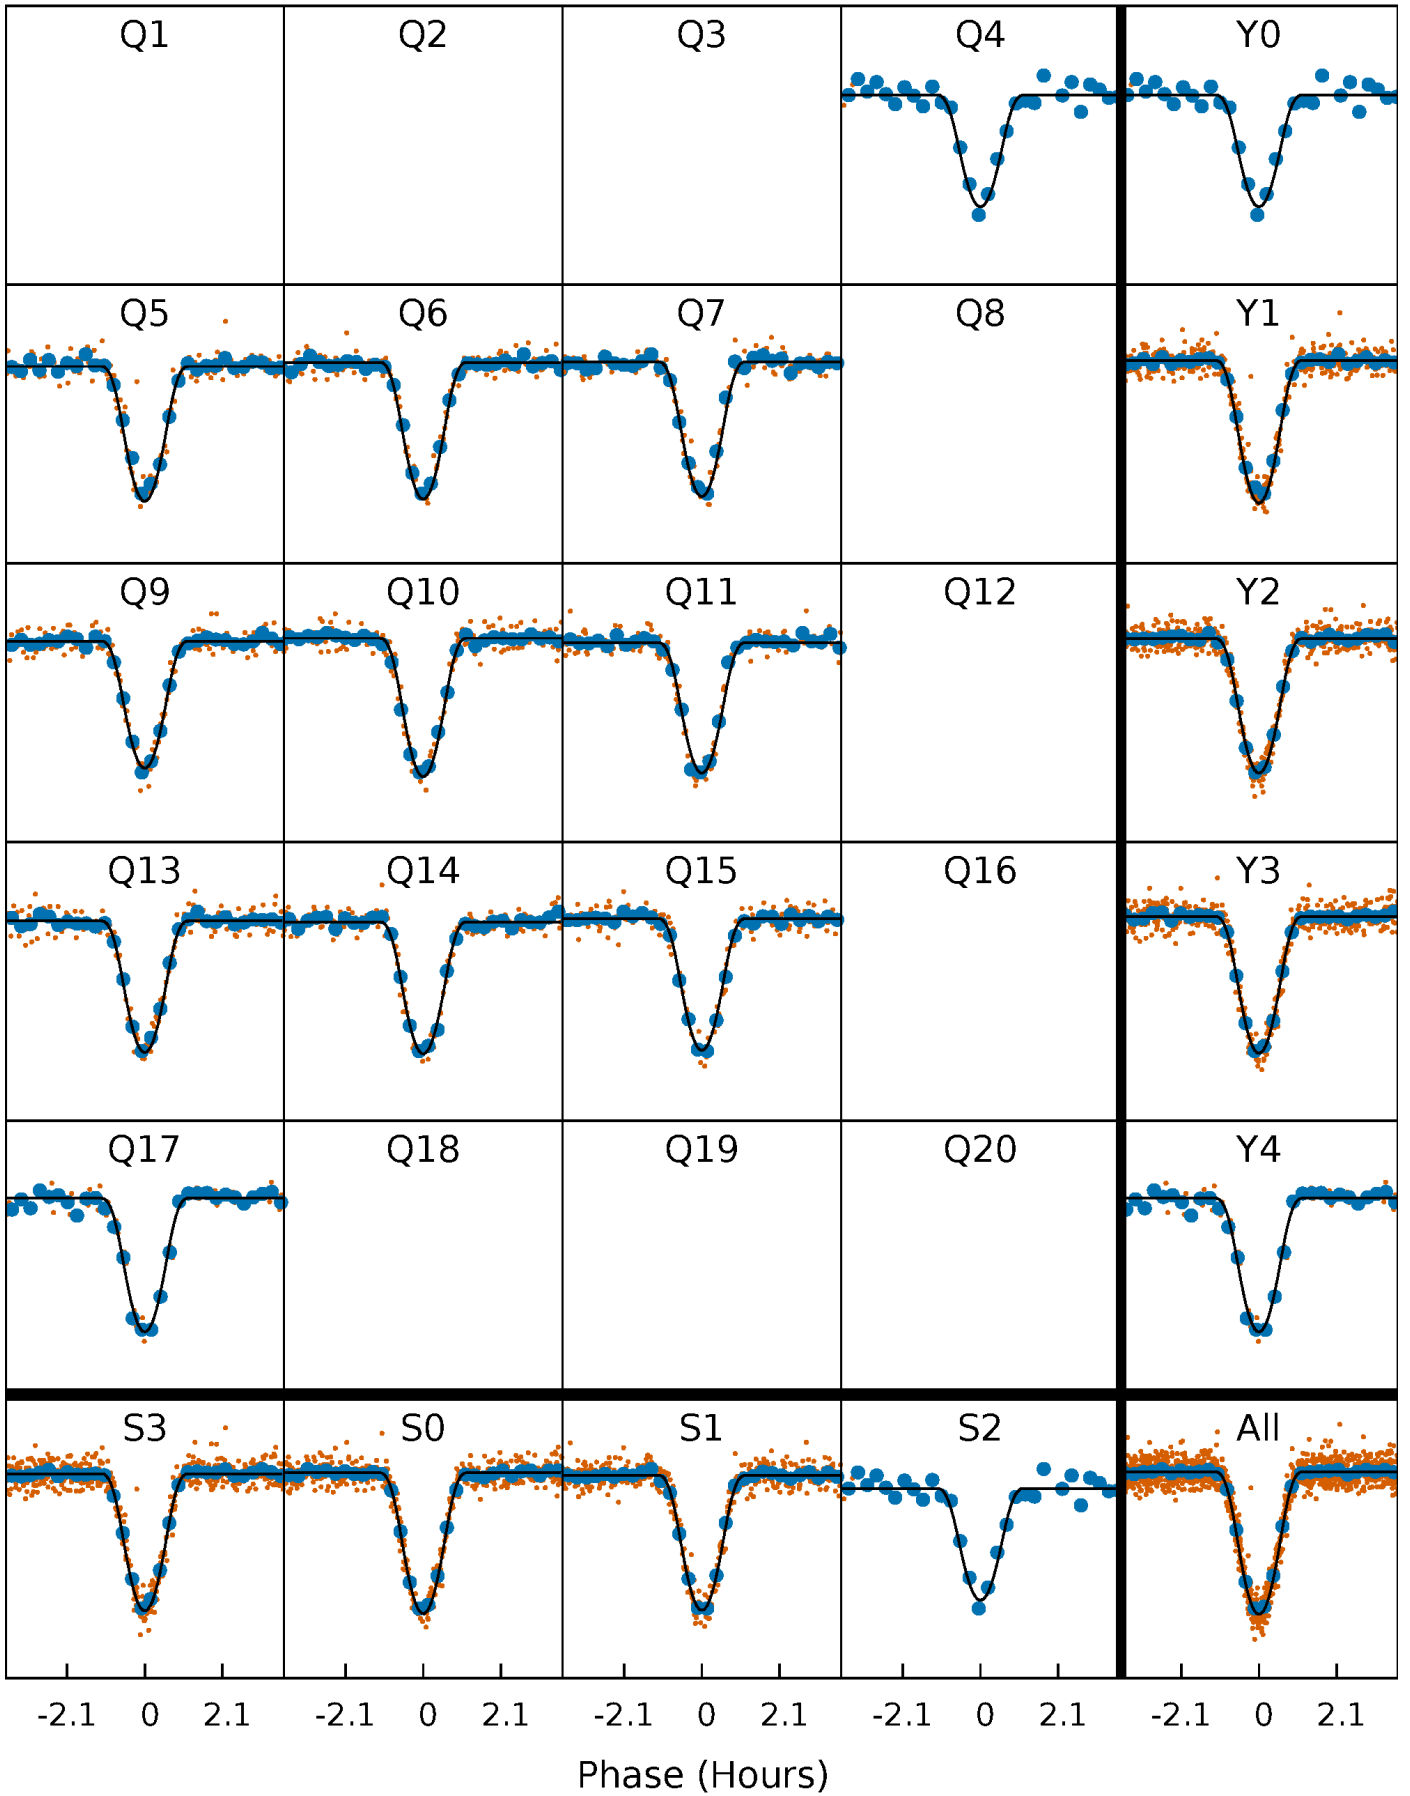 Q1 Q2 Q3 Q4 Y0
Q5 Q6 Q7 Q8 Y1
Q9 Q10 Q11 Q12 Y2
Q13 Q14 Q15 Q16 Y3
Q17 Q18 Q19 Q20 Y4
S3 S0 S1 S2 All
-2.1 0 2.1 -2.1 0 2.1 -2.1 0 2.1 -2.1 0 2.1 -2.1 0 2.1
Phase (Hours)